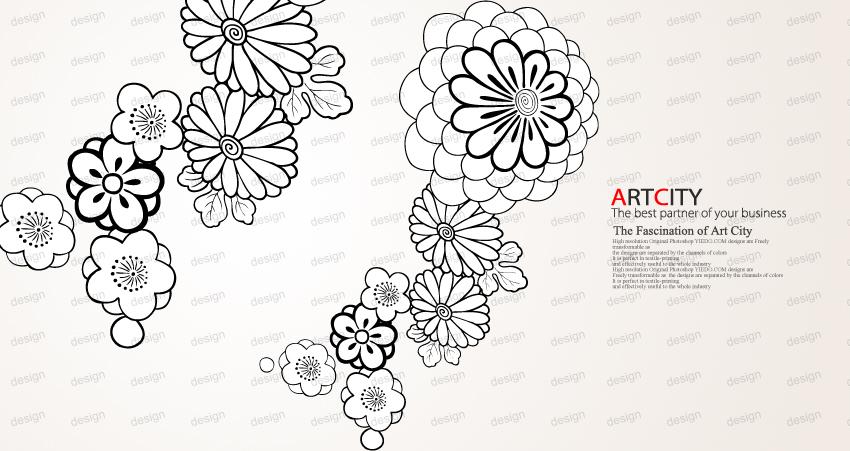 ARTCITY
The best partner of your business
The Fascination of Art City
High resolution Original Photoshop YIEDO.COM designs are Freely
transformable as
the designs are separated by the channels of colors
It is perfect in textile-printing
and effectively useful to the whole industry
High resolution Original Photoshop YIEDO.COM designs are
Freely transformable as the designs are separated by the channels of colors
It is perfect in textile-printing
and effectively useful to the whole industry
design